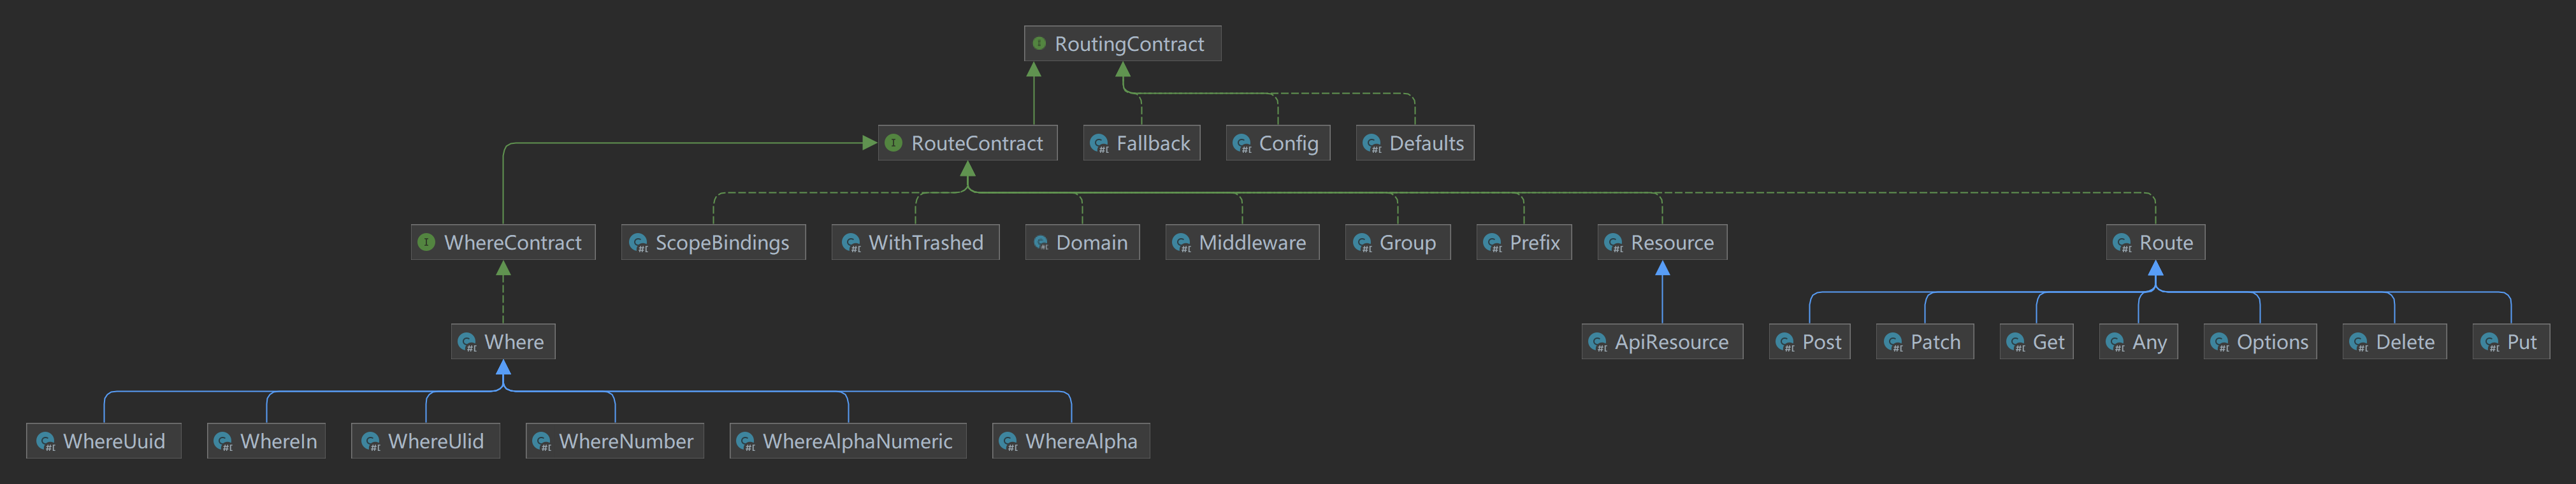 RoutingContract
RouteContract
Fallback
Config
Defaults
WhereContract
ScopeBindings
WithTrashed
Domain
Middleware
Group
Prefix
Resource
Route
Where
ApiResource
Post
Patch
Get
Any
Options
Delete
Put
WhereUuid
WhereIn
WhereUlid
WhereNumber
WhereAlphaNumeric
WhereAlpha